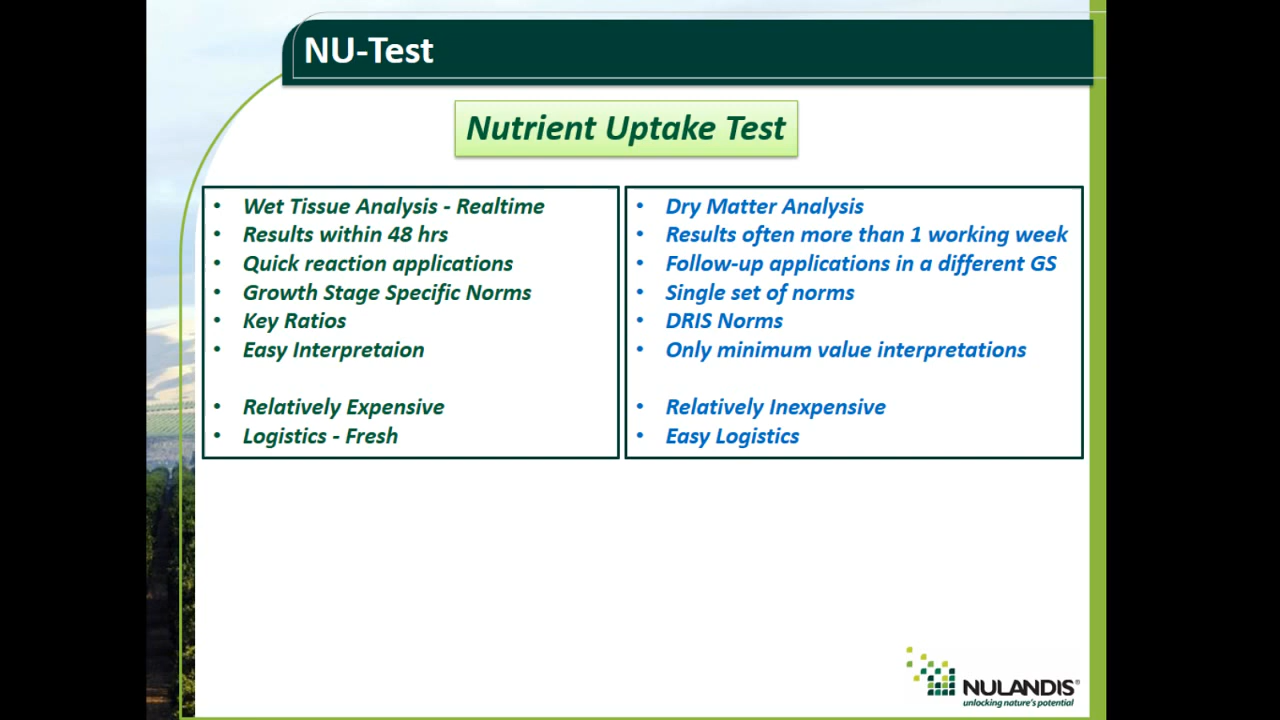 NU-Test
Nutrient Uptake Test
• Wet Tissue Analysis - Realtime
• Results within 48 hrs
• Quick reaction applications
• Growth Stage Specific Norms
• Key Ratios
• Easy Interpretaion
• Relatively Expensive
• Logistics - Fresh
• Dry Matter Analysis
• Results often more than 1 working week
• Follow-up applications in a different GS
• Single set of norms
• DRIS Norms
• Only minimum value interpretations
• Relatively Inexpensive
• Easy Logistics
NULANDIS®
unlocking nature's potential